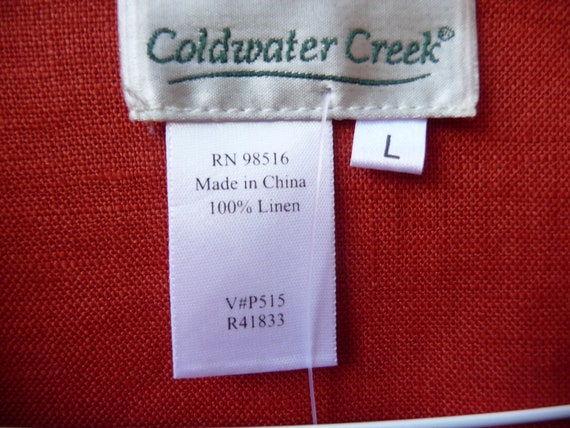 Coldwater Creek®
L
RN 98516
Made in China
100% Linen
V#P515
R41833